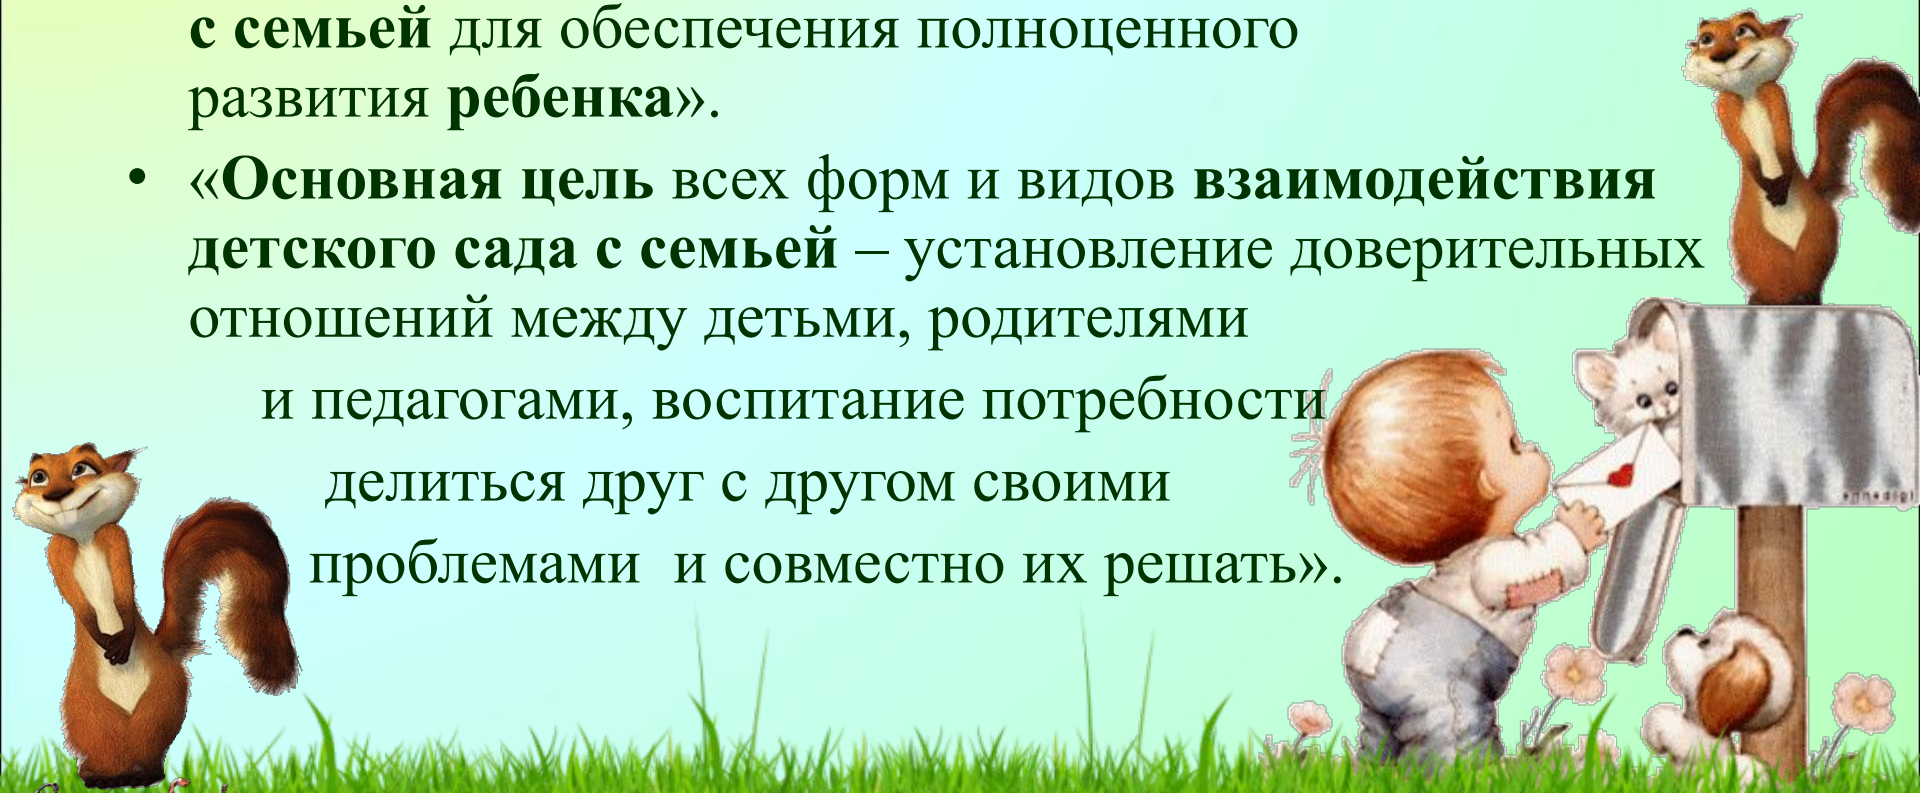 с семьей для обеспечения полноценного
развития ребенка».
• «Основная цель всех форм и видов взаимодействия
детского сада с семьей – установление доверительных
отношений между детьми, родителями
и педагогами, воспитание потребности
делиться друг с другом своими
проблемами и совместно их решать».